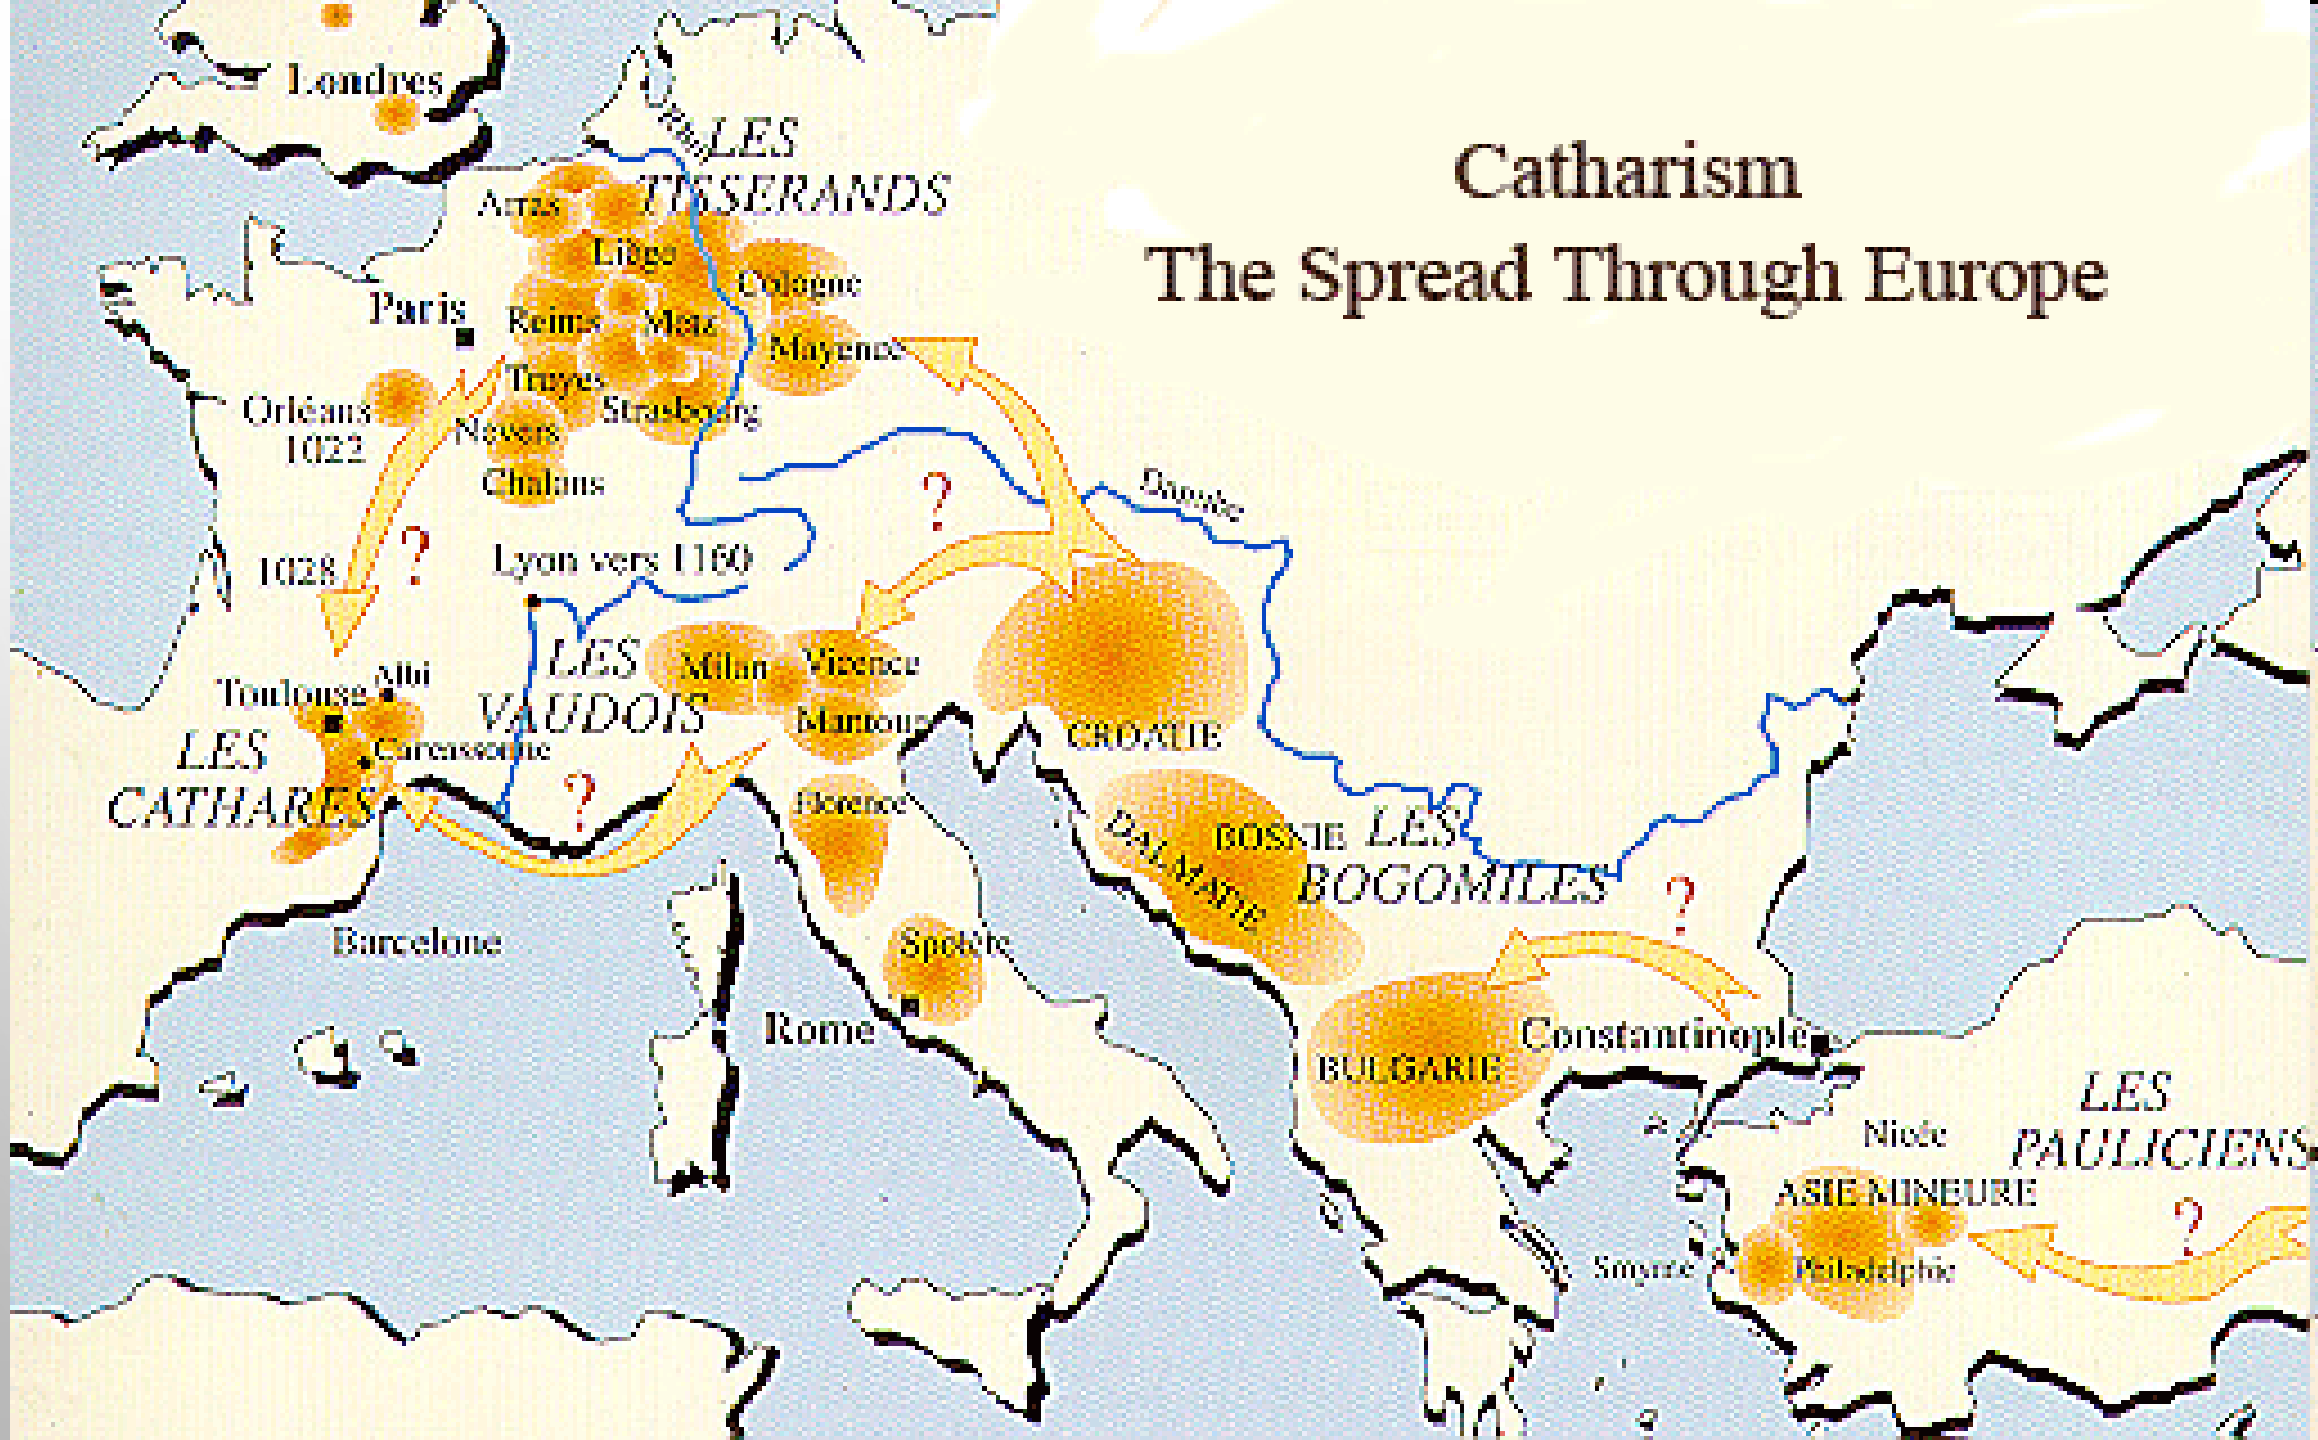 Catharism
The Spread Through Europe
Londres
LES
TISSERANDS
Arras
Liège
Cologne
Paris
Reims
Metz
Mayence
Troyes
Orléans
1022
Strasbourg
Nevers
Chalons
Danube
?
?
1028
Lyon vers 1160
LES
VAUDOIS
Milan
Vicence
Mantoue
Toulouse
Albi
Carcassonne
LES
CATHARES
?
CROATIE
Florence
DALMATIE
BOSNIE
LES
BOGOMILES
?
Barcelone
Spolète
Rome
BULGARIE
Constantinople
LES
PAULICIENS
Nicée
ASIE MINEURE
?
Smyrne
Philadelphie